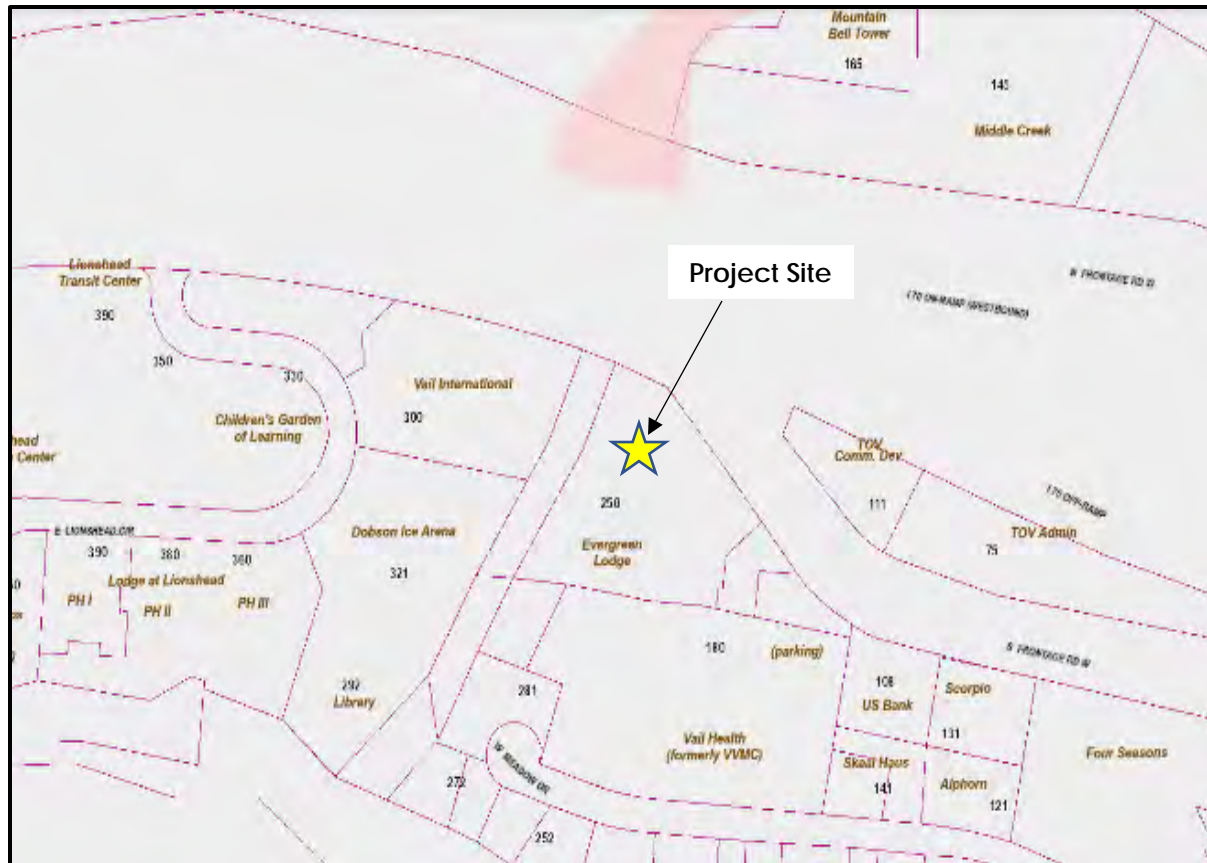 Mountain
Bell Tower
165
140
Middle Creek
Lionshead
Transit Center
390
Project Site
N FRONTAGE RD W
I70 ON-RAMP (WESTBOUND)
350
330
Vail International
300
Children's Garden
of Learning
head
Center
TOV
Comm. Dev.
111
I70 OFF-RAMP
TOV Admin
75
250
Evergreen
Lodge
E LIONSHEAD CIR
390
380
360
Lodge at Lionshead
PH I
PH II
PH III
Dobson Ice Arena
321
180
(parking)
S FRONTAGE RD W
292
Library
281
108
US Bank
Scorpio
131
Vail Health
(formerly VVMC)
Four Seasons
W MEADOW DR
272
Skaal Haus
141
Alphorn
121
252